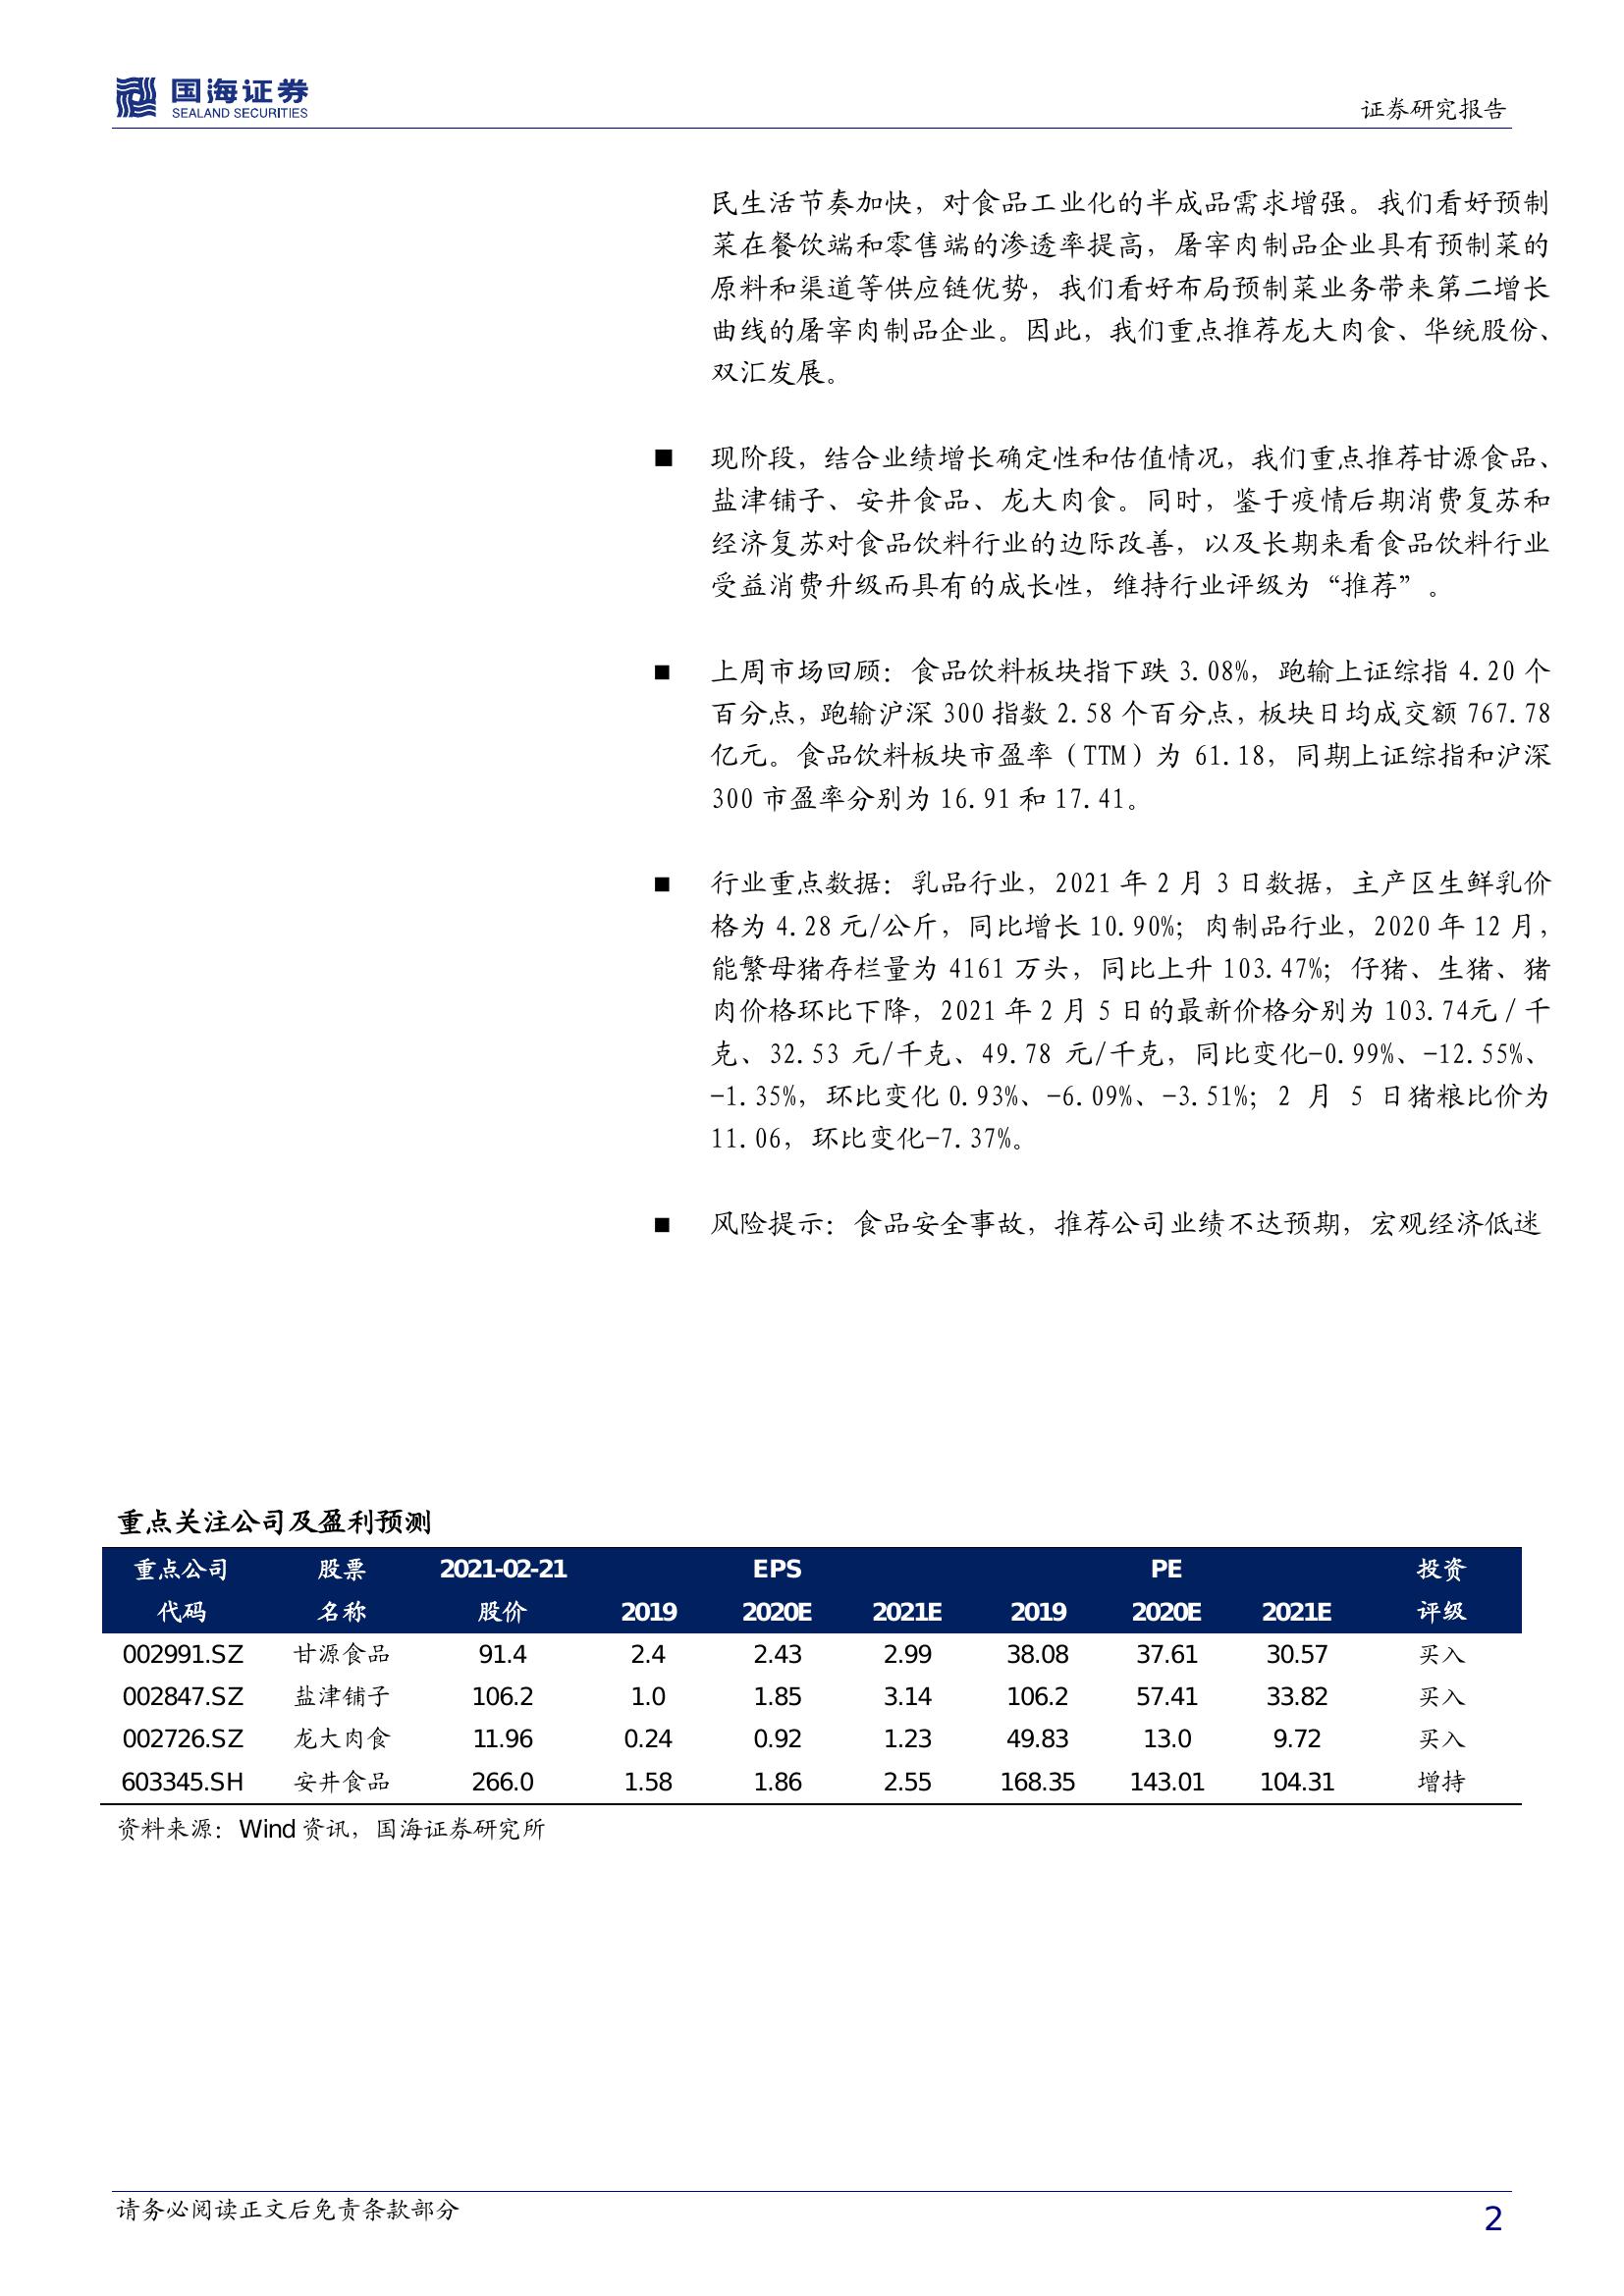 国海证券
SEALAND SECURITIES
证券研究报告
民生活节奏加快，对食品工业化的半成品需求增强。我们看好预制
菜在餐饮端和零售端的渗透率提高，屠宰肉制品企业具有预制菜的
原料和渠道等供应链优势，我们看好布局预制菜业务带来第二增长
曲线的屠宰肉制品企业。因此，我们重点推荐龙大肉食、华统股份、
双汇发展。
■ 现阶段，结合业绩增长确定性和估值情况，我们重点推荐甘源食品、
盐津铺子、安井食品、龙大肉食。同时，鉴于疫情后期消费复苏和
经济复苏对食品饮料行业的边际改善，以及长期来看食品饮料行业
受益消费升级而具有的成长性，维持行业评级为“推荐”。
■ 上周市场回顾：食品饮料板块指下跌 3.08%，跑输上证综指 4.20 个
百分点，跑输沪深 300 指数 2.58 个百分点，板块日均成交额 767.78
亿元。食品饮料板块市盈率（TTM）为 61.18，同期上证综指和沪深
300 市盈率分别为 16.91 和 17.41。
■ 行业重点数据：乳品行业，2021 年 2 月 3 日数据，主产区生鲜乳价
格为 4.28 元/公斤，同比增长 10.90%；肉制品行业，2020 年 12 月，
能繁母猪存栏量为 4161 万头，同比上升 103.47%；仔猪、生猪、猪
肉价格环比下降，2021 年 2 月 5 日的最新价格分别为 103.74元／千
克、32.53 元/千克、49.78 元/千克，同比变化-0.99%、-12.55%、
-1.35%，环比变化 0.93%、-6.09%、-3.51%；2 月 5 日猪粮比价为
11.06，环比变化-7.37%。
■ 风险提示：食品安全事故，推荐公司业绩不达预期，宏观经济低迷
重点关注公司及盈利预测
重点公司 股票 2021-02-21 EPS PE 投资
代码 名称 股价 2019 2020E 2021E 2019 2020E 2021E 评级
002991.SZ 甘源食品 91.4 2.4 2.43 2.99 38.08 37.61 30.57 买入
002847.SZ 盐津铺子 106.2 1.0 1.85 3.14 106.2 57.41 33.82 买入
002726.SZ 龙大肉食 11.96 0.24 0.92 1.23 49.83 13.0 9.72 买入
603345.SH 安井食品 266.0 1.58 1.86 2.55 168.35 143.01 104.31 增持
资料来源：Wind 资讯，国海证券研究所
请务必阅读正文后免责条款部分
2